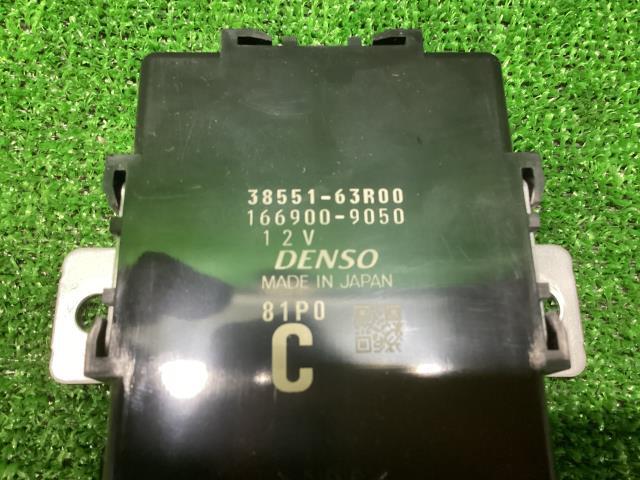 38551-63R00
166900-9050
12V
DENSO
MADE IN JAPAN
81P0
C